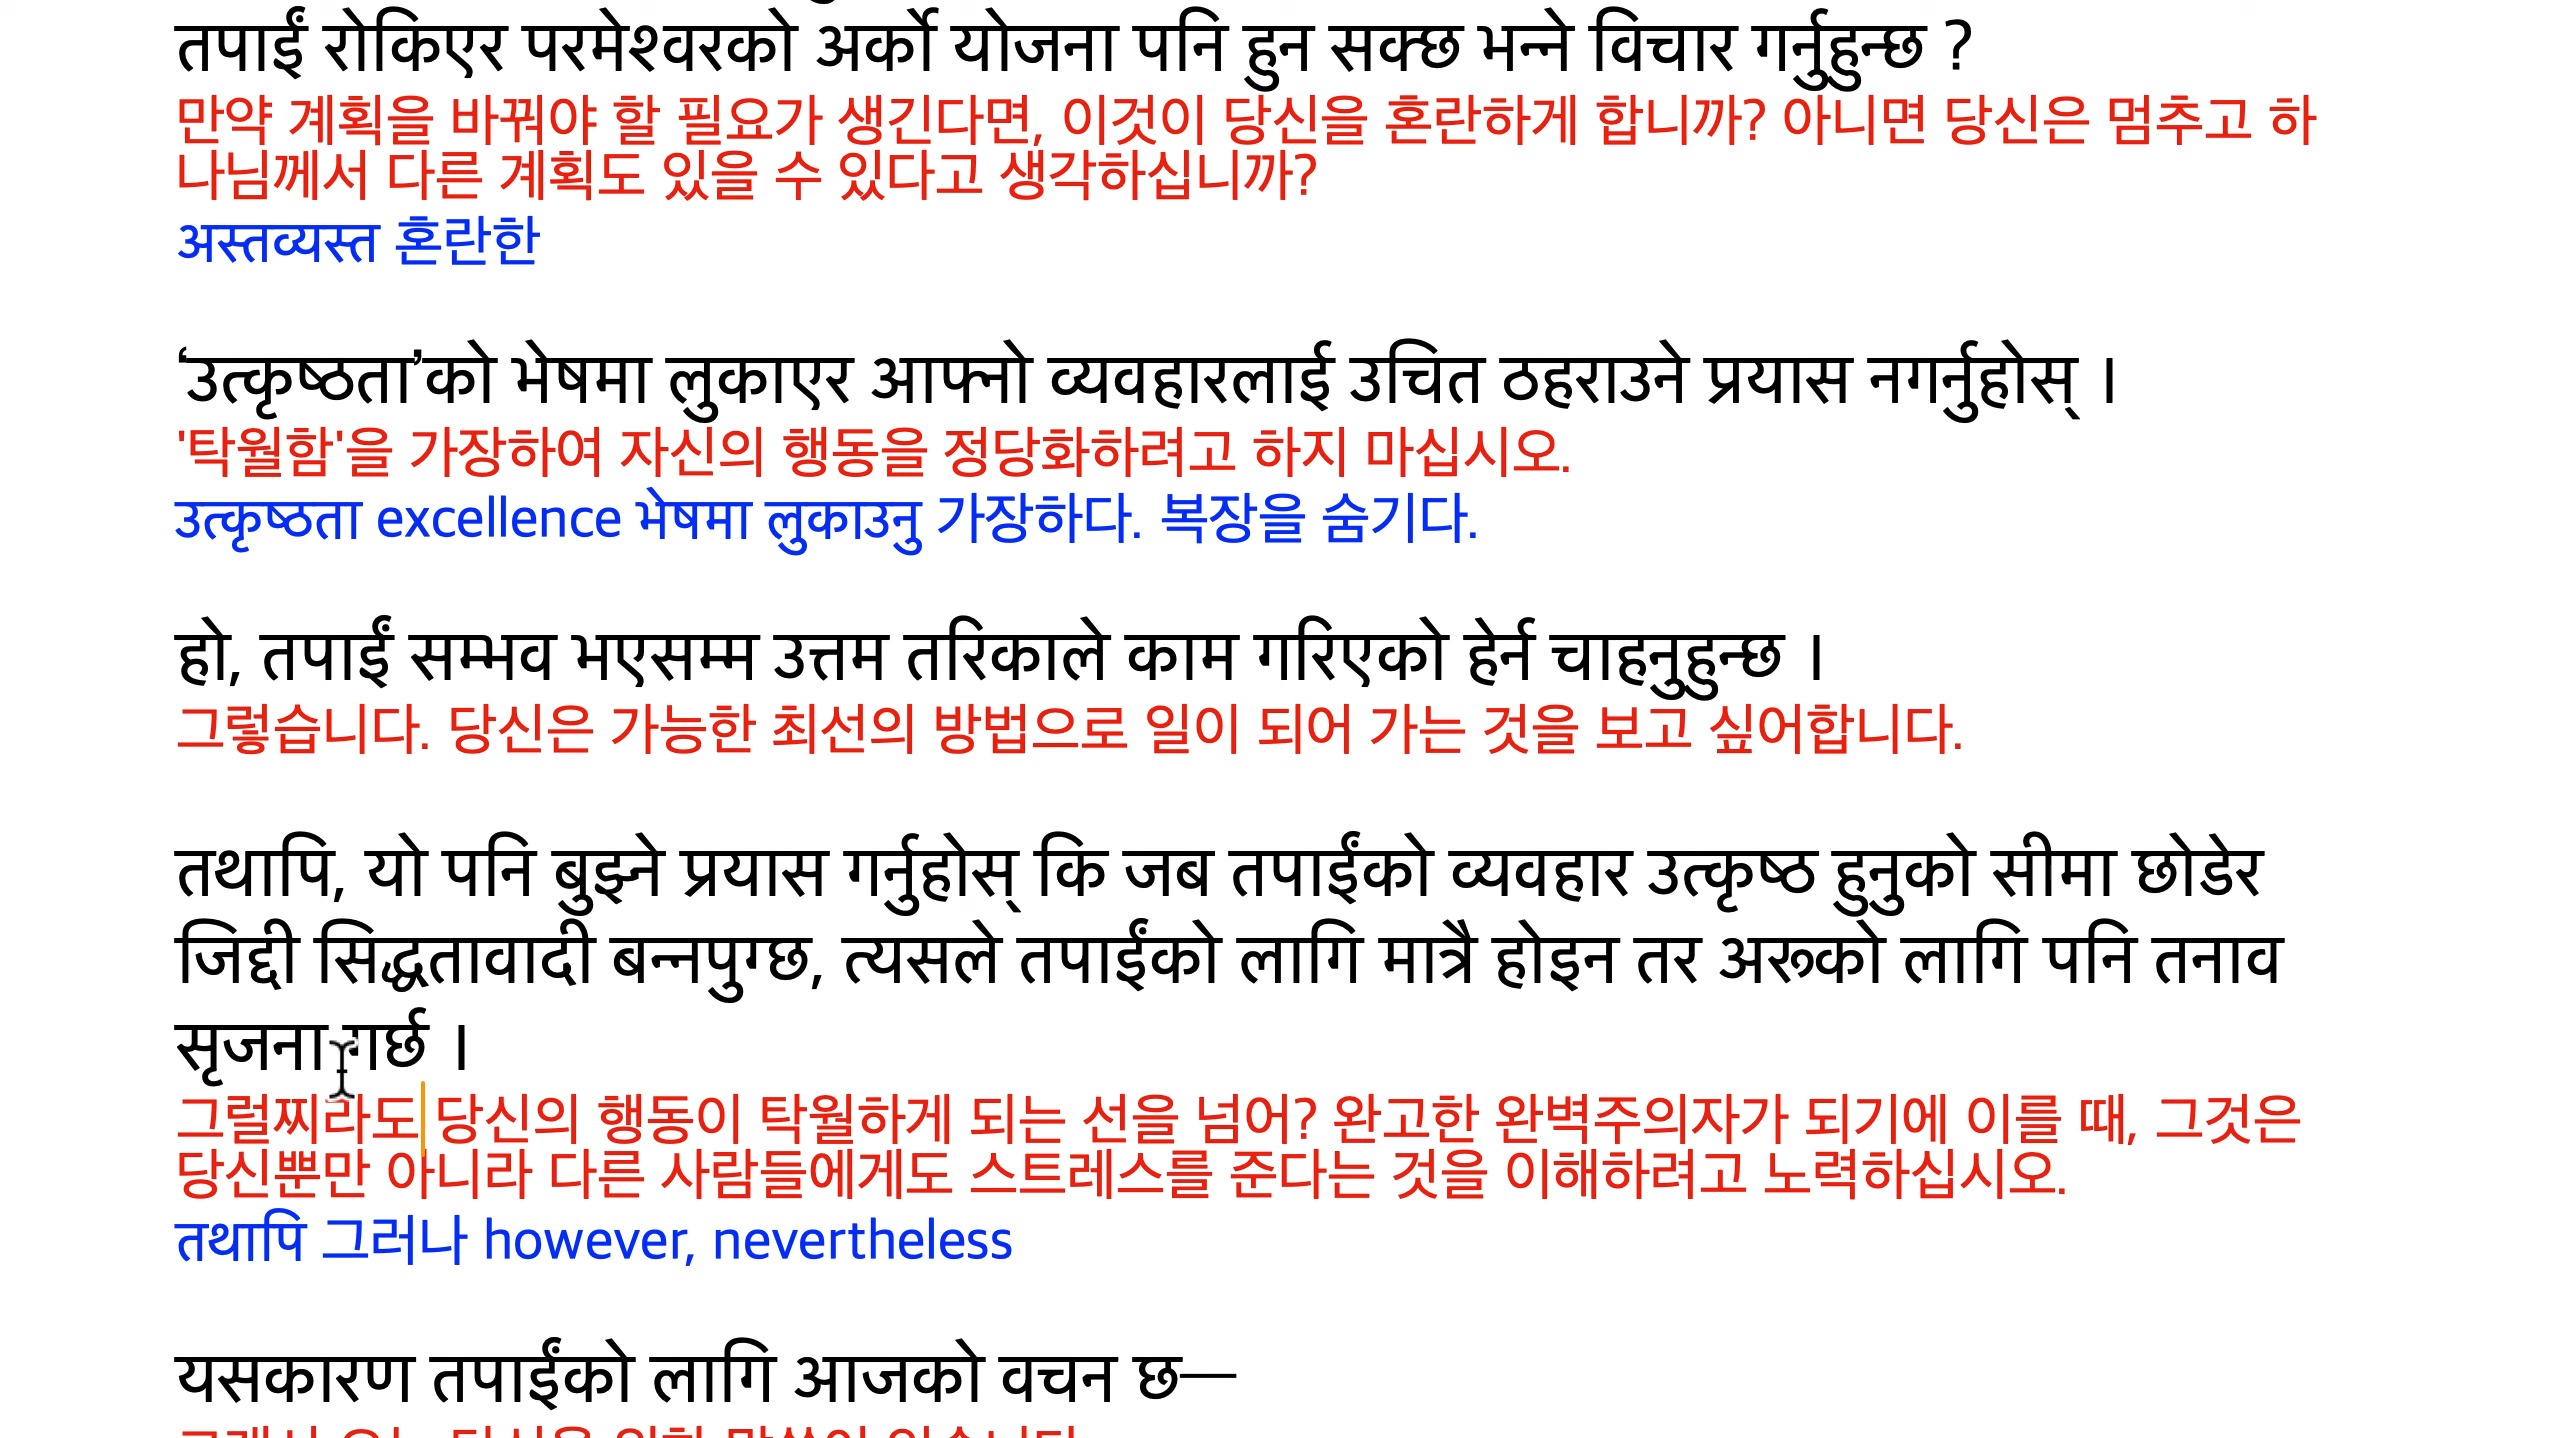 तपाईं रोकिएर परमेश्वरको अर्को योजना पनि हुन सक्छ भन्ने विचार गर्नुहुन्छ ?
만약 계획을 바꿔야 할 필요가 생긴다면, 이것이 당신을 혼란하게 합니까? 아니면 당신은 멈추고 하
나님께서 다른 계획도 있을 수 있다고 생각하십니까?
अस्तव्यस्त 혼란한
‘उत्कृष्ठता’को भेषमा लुकाएर आफ्नो व्यवहारलाई उचित ठहराउने प्रयास नगर्नुहोस् ।
'탁월함'을 가장하여 자신의 행동을 정당화하려고 하지 마십시오.
उत्कृष्ठता excellence भेषमा लुकाउनु 가장하다. 복장을 숨기다.
हो, तपाईं सम्भव भएसम्म उत्तम तरिकाले काम गरिएको हेर्न चाहनुहुन्छ ।
그렇습니다. 당신은 가능한 최선의 방법으로 일이 되어 가는 것을 보고 싶어합니다.
तथापि, यो पनि बुझ्ने प्रयास गर्नुहोस् कि जब तपाईंको व्यवहार उत्कृष्ठ हुनुको सीमा छोडेर
जिद्दी सिद्धतावादी बन्नपुग्छ, त्यसले तपाईंको लागि मात्रै होइन तर अरूको लागि पनि तनाव
सृजना गर्छ ।
그럴찌라도 당신의 행동이 탁월하게 되는 선을 넘어? 완고한 완벽주의자가 되기에 이를 때, 그것은
당신뿐만 아니라 다른 사람들에게도 스트레스를 준다는 것을 이해하려고 노력하십시오.
तथापि 그러나 however, nevertheless
यसकारण तपाईंको लागि आजको वचन छ—